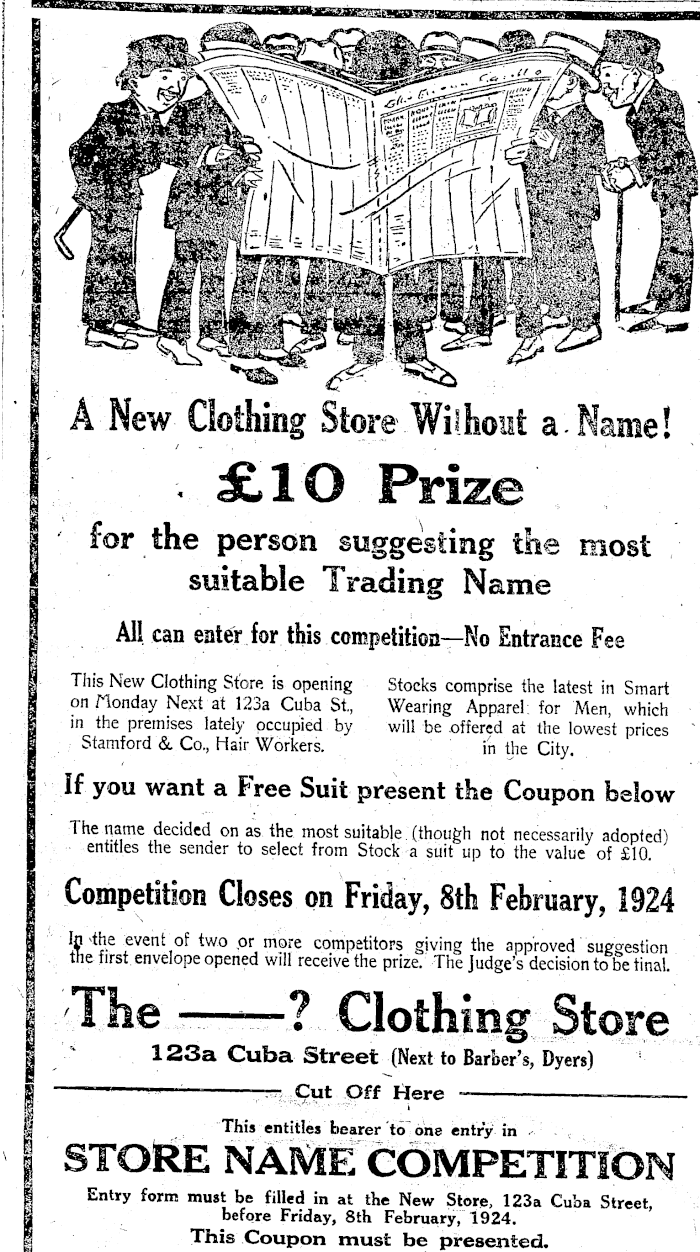 A New Clothing Store Without a Name!
£10 Prize
for the person suggesting the most
suitable Trading Name
All can enter for this competition—No Entrance Fee
This New Clothing Store is opening
on Monday Next at 123a Cuba St.,
in the premises lately occupied by
Stamford & Co., Hair Workers.
Stocks comprise the latest in Smart
Wearing Apparel for Men, which
will be offered at the lowest prices
in the City.
If you want a Free Suit present the Coupon below
The name decided on as the most suitable (though not necessarily adopted)
entitles the sender to select from Stock a suit up to the value of £10.
Competition Closes on Friday, 8th February, 1924
In the event of two or more competitors giving the approved suggestion
the first envelope opened will receive the prize. The Judge's decision to be final.
The ——? Clothing Store
123a Cuba Street (Next to Barber's, Dyers)
Cut Off Here
This entitles bearer to one entry in
STORE NAME COMPETITION
Entry form must be filled in at the New Store, 123a Cuba Street,
before Friday, 8th February, 1924.
This Coupon must be presented.